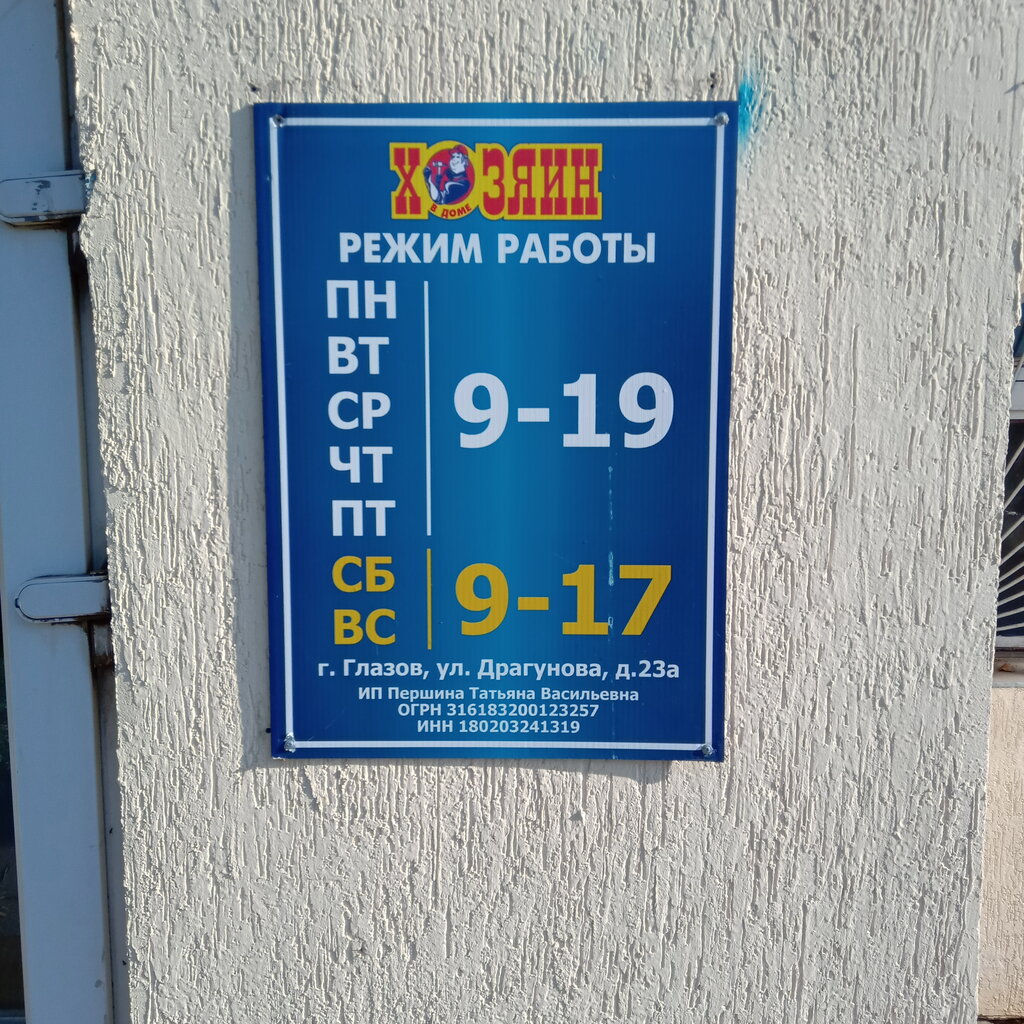 ХОЗЯИН
В ДОМЕ
РЕЖИМ РАБОТЫ
ПН
ВТ
СР
ЧТ
ПТ
9-19
СБ
ВС
9-17
г. Глазов, ул. Драгунова, д.23а
ИП Першина Татьяна Васильевна
ОГРН 316183200123257
ИНН 180203241319